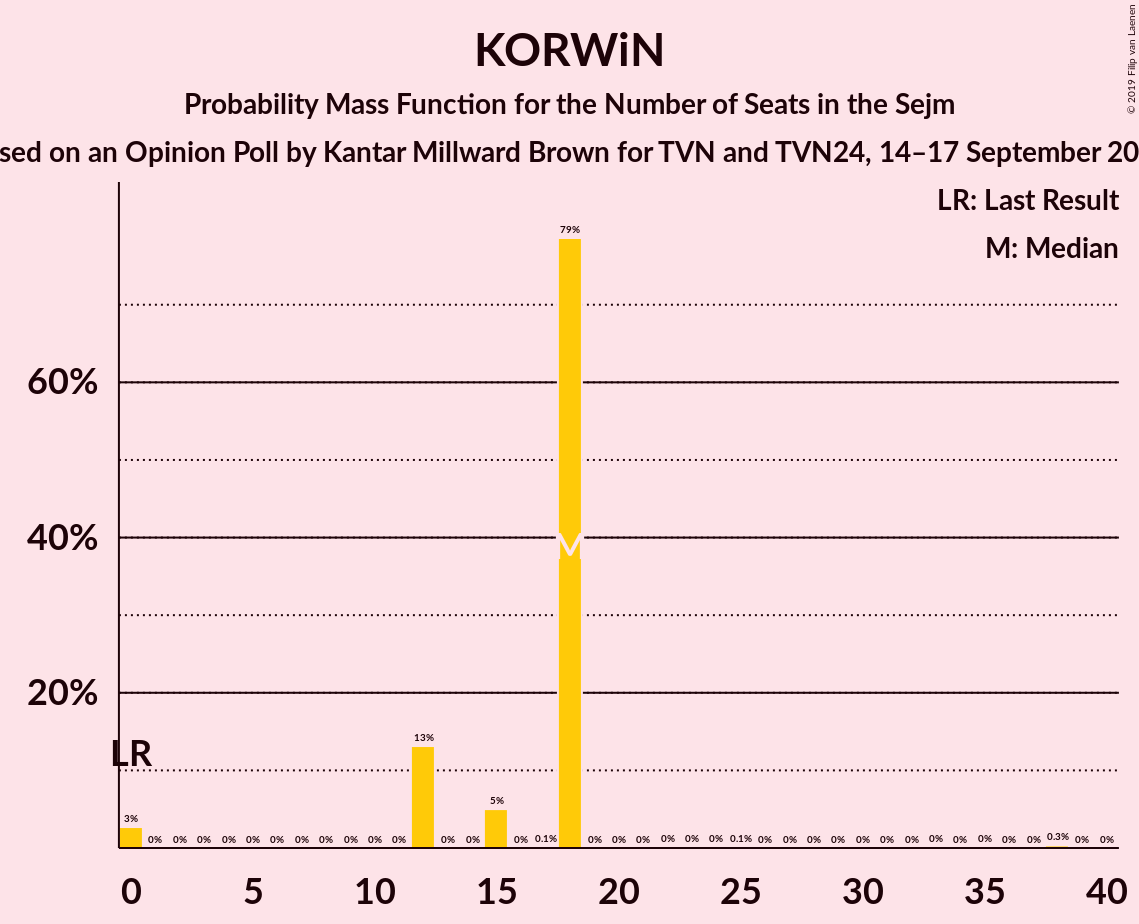 KORWiN
Probability Mass Function for the Number of Seats in the Sejm
sed on an Opinion Poll by Kantar Millward Brown for TVN and TVN24, 14–17 September 20
© 2019 Filip van Laenen
LR: Last Result
M: Median
79%
60%
40%
M
20%
LR
13%
5%
3% 0% 0% 0% 0% 0% 0% 0% 0% 0% 0% 0% 0% 0% 0% 0.1% 0% 0% 0% 0% 0% 0% 0.1% 0% 0% 0% 0% 0% 0% 0% 0% 0% 0% 0% 0.3% 0% 0%
0 5 10 15 20 25 30 35 40